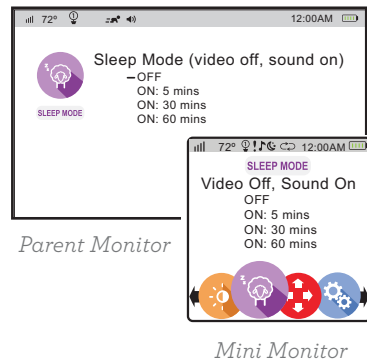 72° 12:00AM
Sleep Mode (video off, sound on)
–OFF
ON: 5 mins
ON: 30 mins
ON: 60 mins
SLEEP MODE
Parent Monitor
72° 12:00AM
SLEEP MODE
Video Off, Sound On
OFF
ON: 5 mins
ON: 30 mins
ON: 60 mins
Mini Monitor